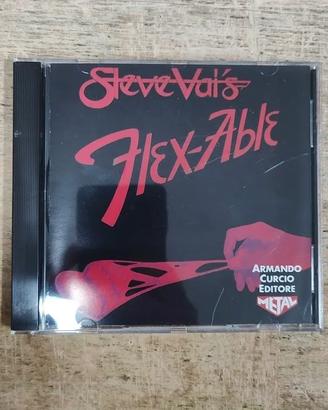 Steve Vai's
Flex-Able
ARMANDO
CURCIO
EDITORE
METAL